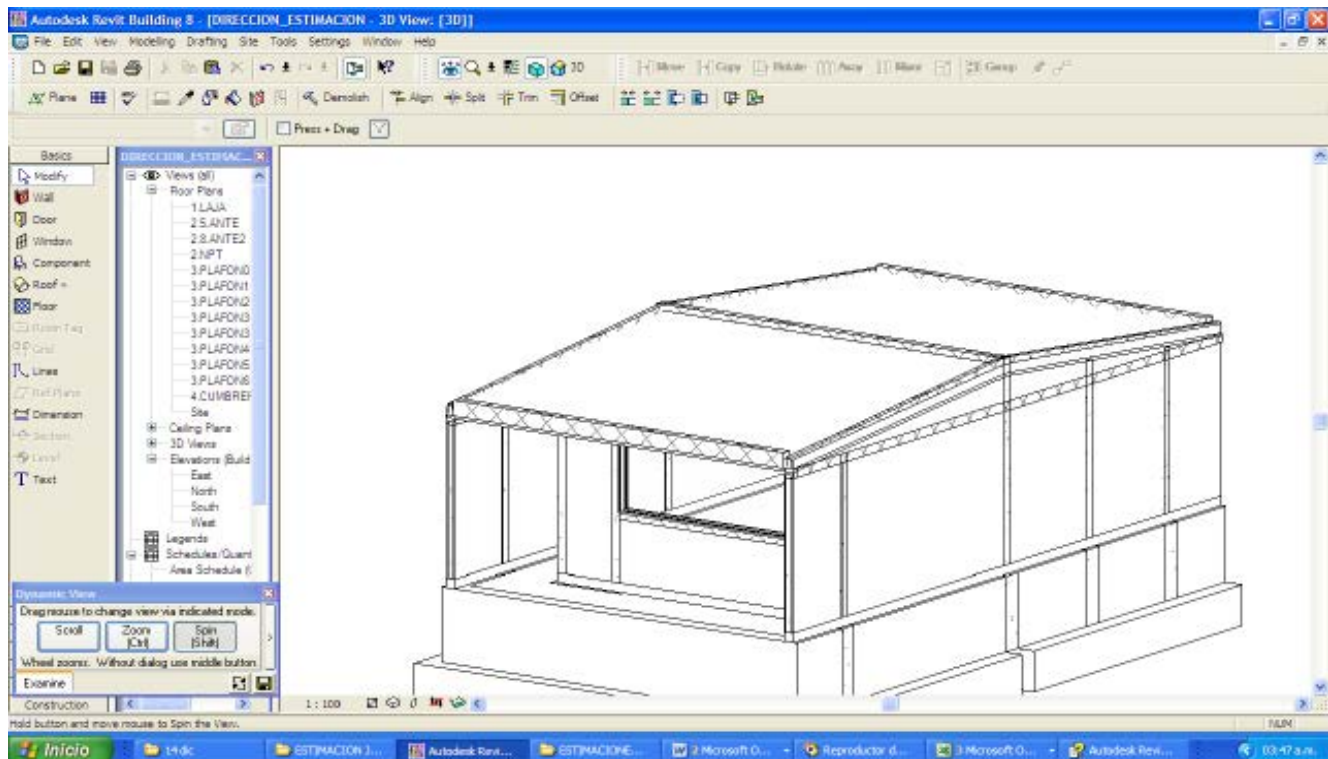 Autodesk Revit Building 8 - [DIRECCION_ESTIMACION - 3D View: {3D}]
File Edit View Modelling Drafting Site Tools Settings Window Help
3D Move Copy Rotate Array Mirror Group
Plane Demolish Align Split Trim Offset
Press + Drag
Basics
Modify
Wall
Door
Window
Component
Roof »
Floor
Room Tag
Grid
Lines
Ref Plane
Dimension
Section
Level
Text
Construction
DIRECCION_ESTIMAC...
Views (all)
Floor Plans
1.LAJA
2.5.ANTE
2.8.ANTE2
2.NPT
3.PLAFON0
3.PLAFON1
3.PLAFON2
3.PLAFON3
3.PLAFON3
3.PLAFON4
3.PLAFON5
3.PLAFON6
4.CUMBRE
Site
Ceiling Plans
3D Views
Elevations (Build
East
North
South
West
Legends
Schedules/Quant
Area Schedule (
Dynamic View
Drag mouse to change view via indicated mode.
Scroll Zoom (Ctrl) Spin (Shift)
Wheel zooms. Without dialog use middle button.
Examine
1 : 100
Hold button and move mouse to Spin the View.
NUM
Inicio 14 dic ESTIMACION J... Autodesk Revi... ESTIMACIONE... 2 Microsoft O... Reproductor d... 3 Microsoft O... Autodesk Revi... 03:47 a.m.